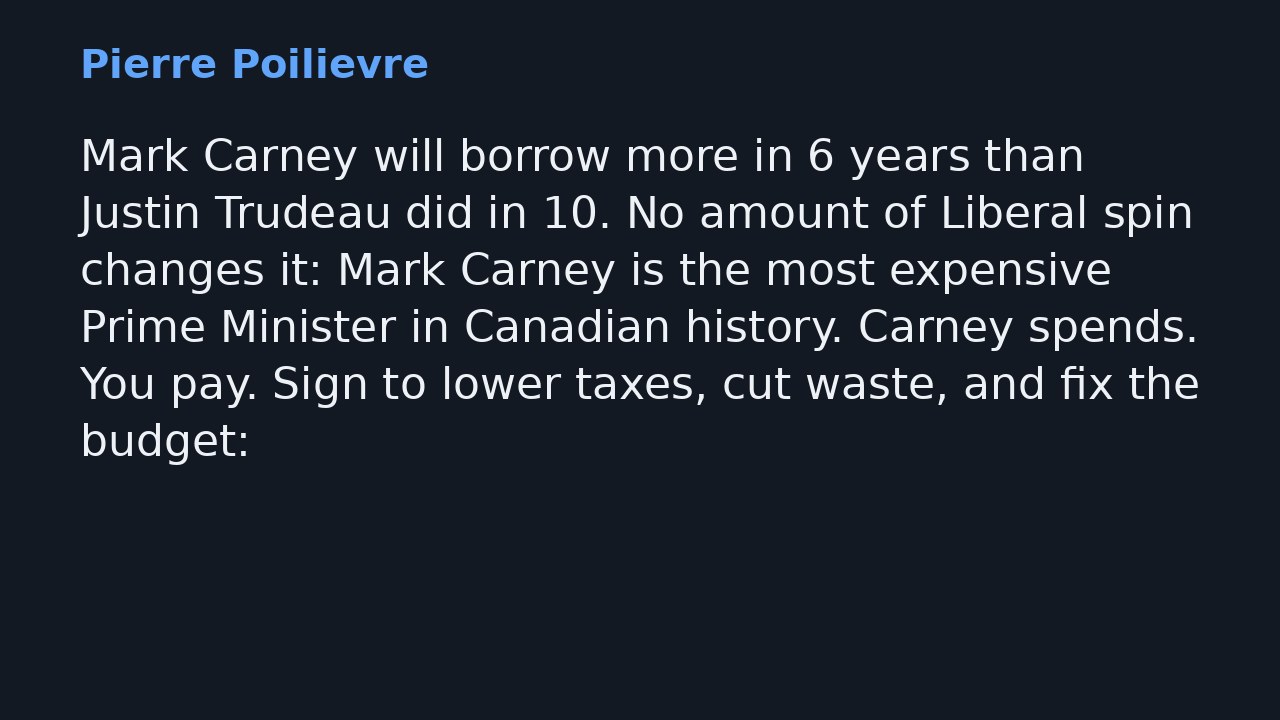 Pierre Poilievre
Mark Carney will borrow more in 6 years than
Justin Trudeau did in 10. No amount of Liberal spin
changes it: Mark Carney is the most expensive
Prime Minister in Canadian history. Carney spends.
You pay. Sign to lower taxes, cut waste, and fix the
budget: